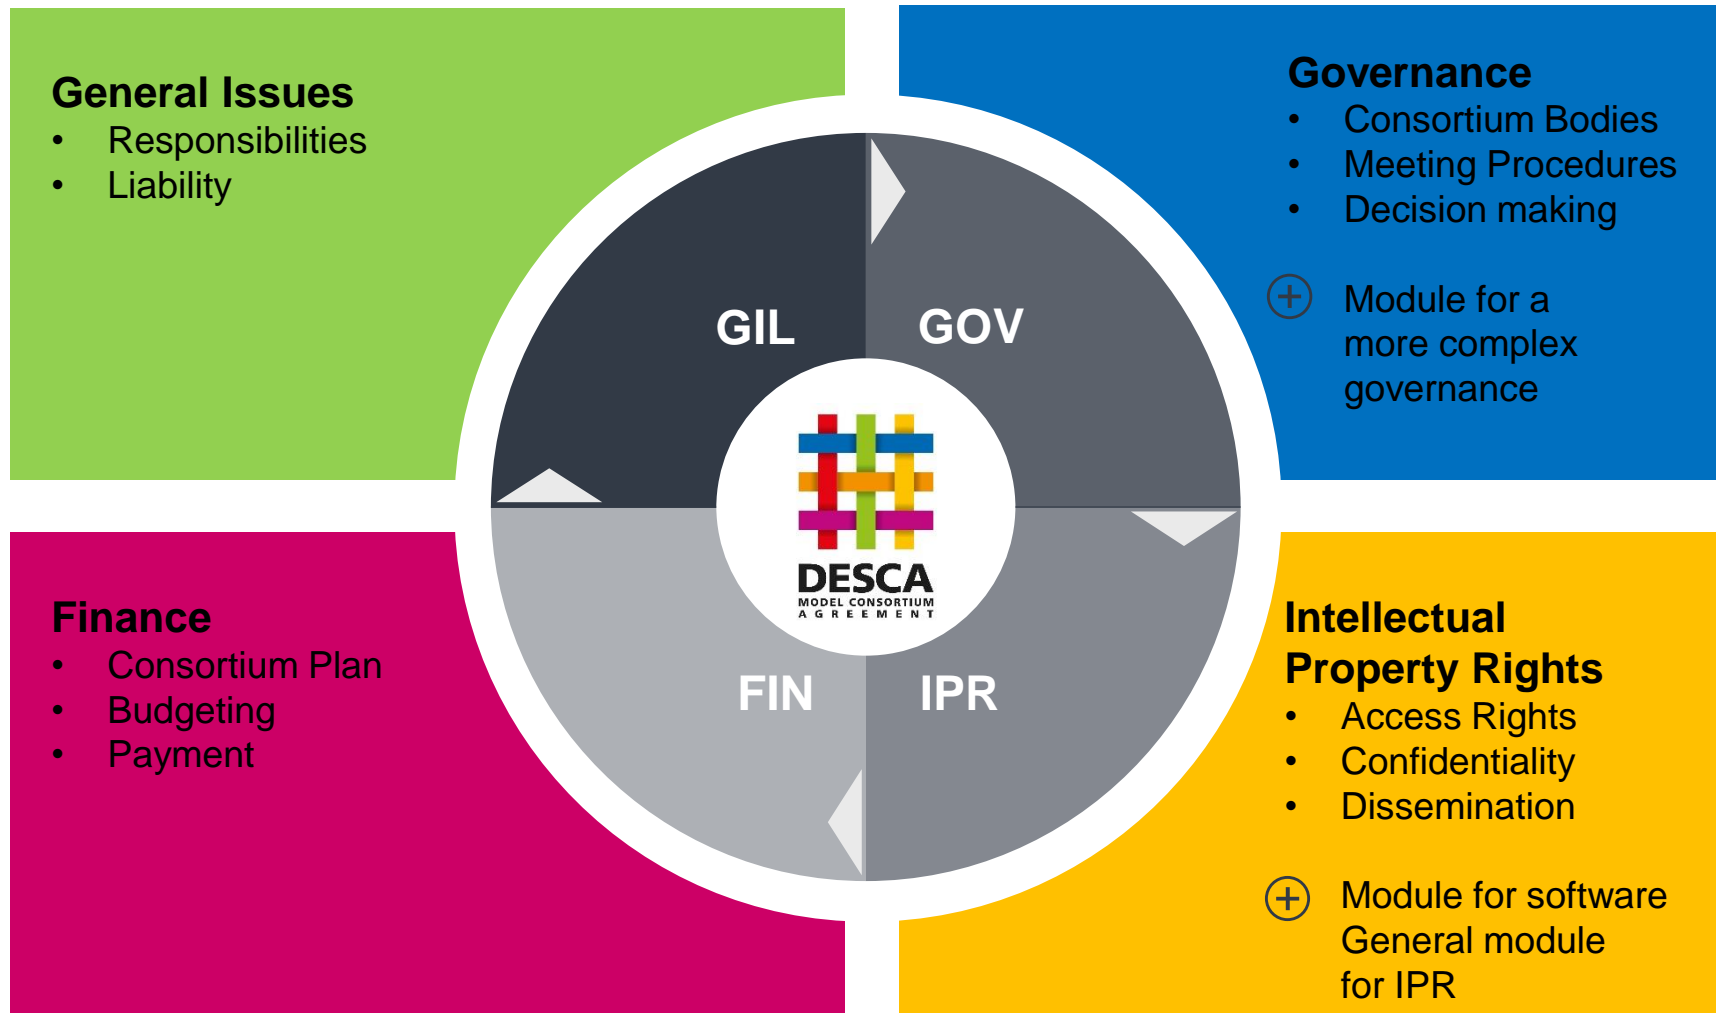 General Issues
• Responsibilities
• Liability
Governance
• Consortium Bodies
• Meeting Procedures
• Decision making
Module for a
more complex
governance
GIL
GOV
DESCA
MODEL CONSORTIUM
AGREEMENT
FIN
IPR
Finance
• Consortium Plan
• Budgeting
• Payment
Intellectual
Property Rights
• Access Rights
• Confidentiality
• Dissemination
Module for software
General module
for IPR